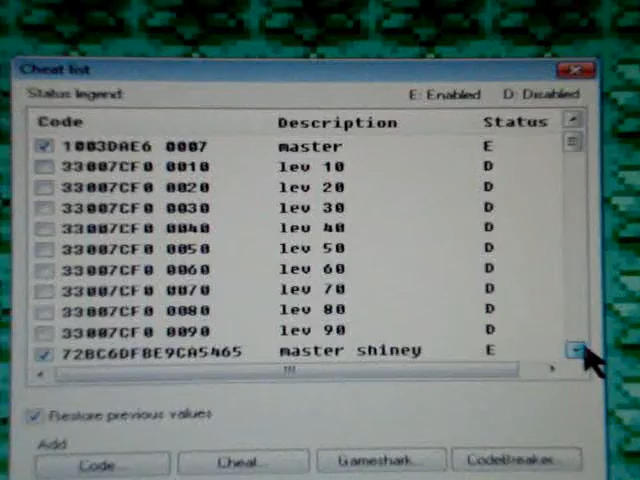 Cheat list
Status legend: E: Enabled D: Disabled
Code Description Status
1003DAE6 0007 master E
33007CF0 0010 lev 10 D
33007CF0 0020 lev 20 D
33007CF0 0030 lev 30 D
33007CF0 0040 lev 40 D
33007CF0 0050 lev 50 D
33007CF0 0060 lev 60 D
33007CF0 0070 lev 70 D
33007CF0 0080 lev 80 D
33007CF0 0090 lev 90 D
72BC6DFBE9CA5465 master shiney E
Restore previous values
Add
Code... Cheat... Gameshark... CodeBreaker...